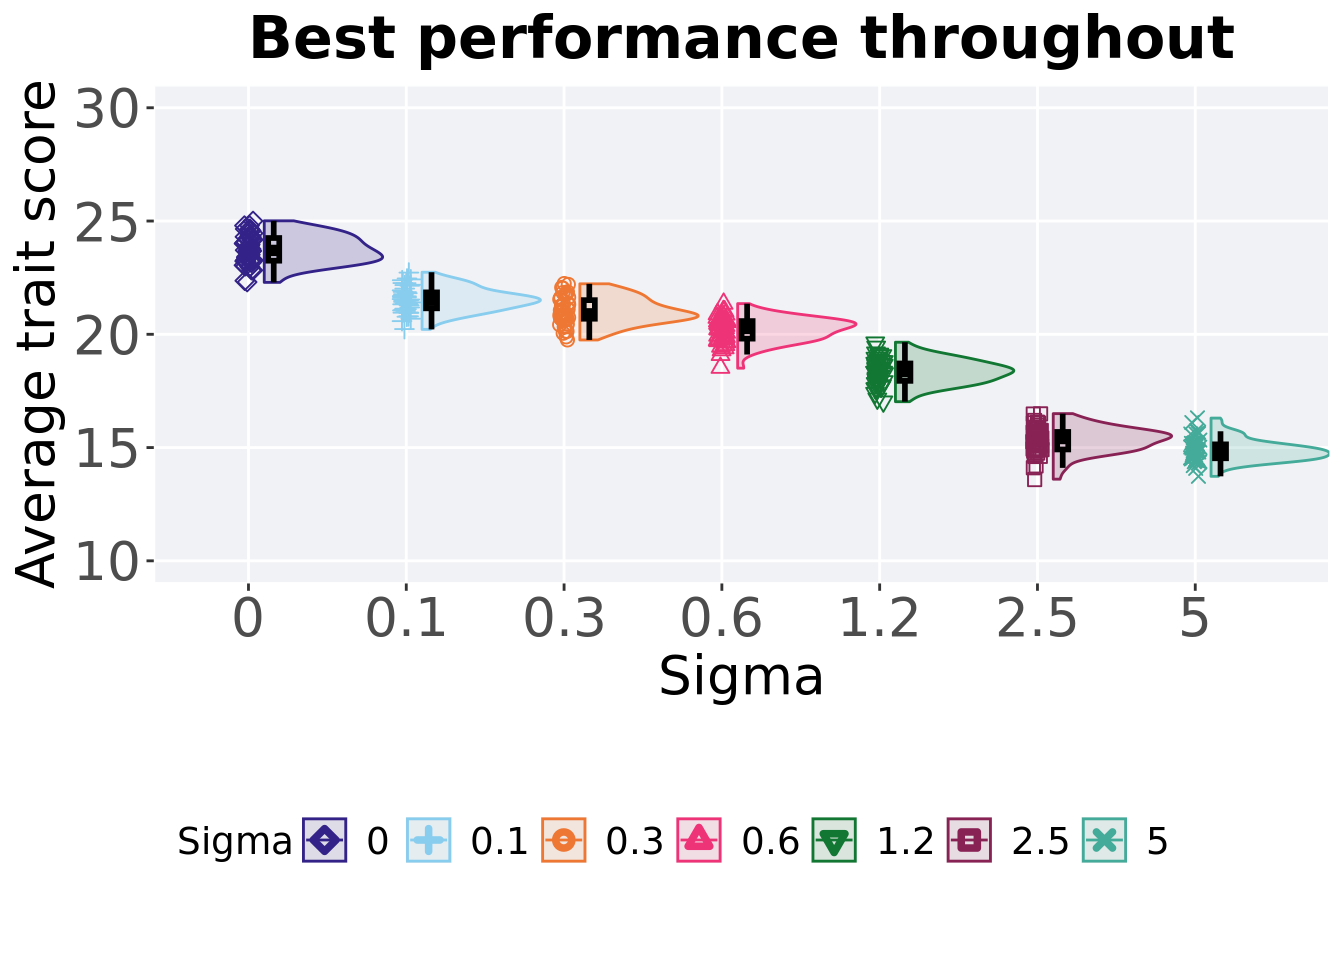 Best performance throughout
Average trait score
30
25
20
15
10
0 0.1 0.3 0.6 1.2 2.5 5
Sigma
Sigma 0 0.1 0.3 0.6 1.2 2.5 5